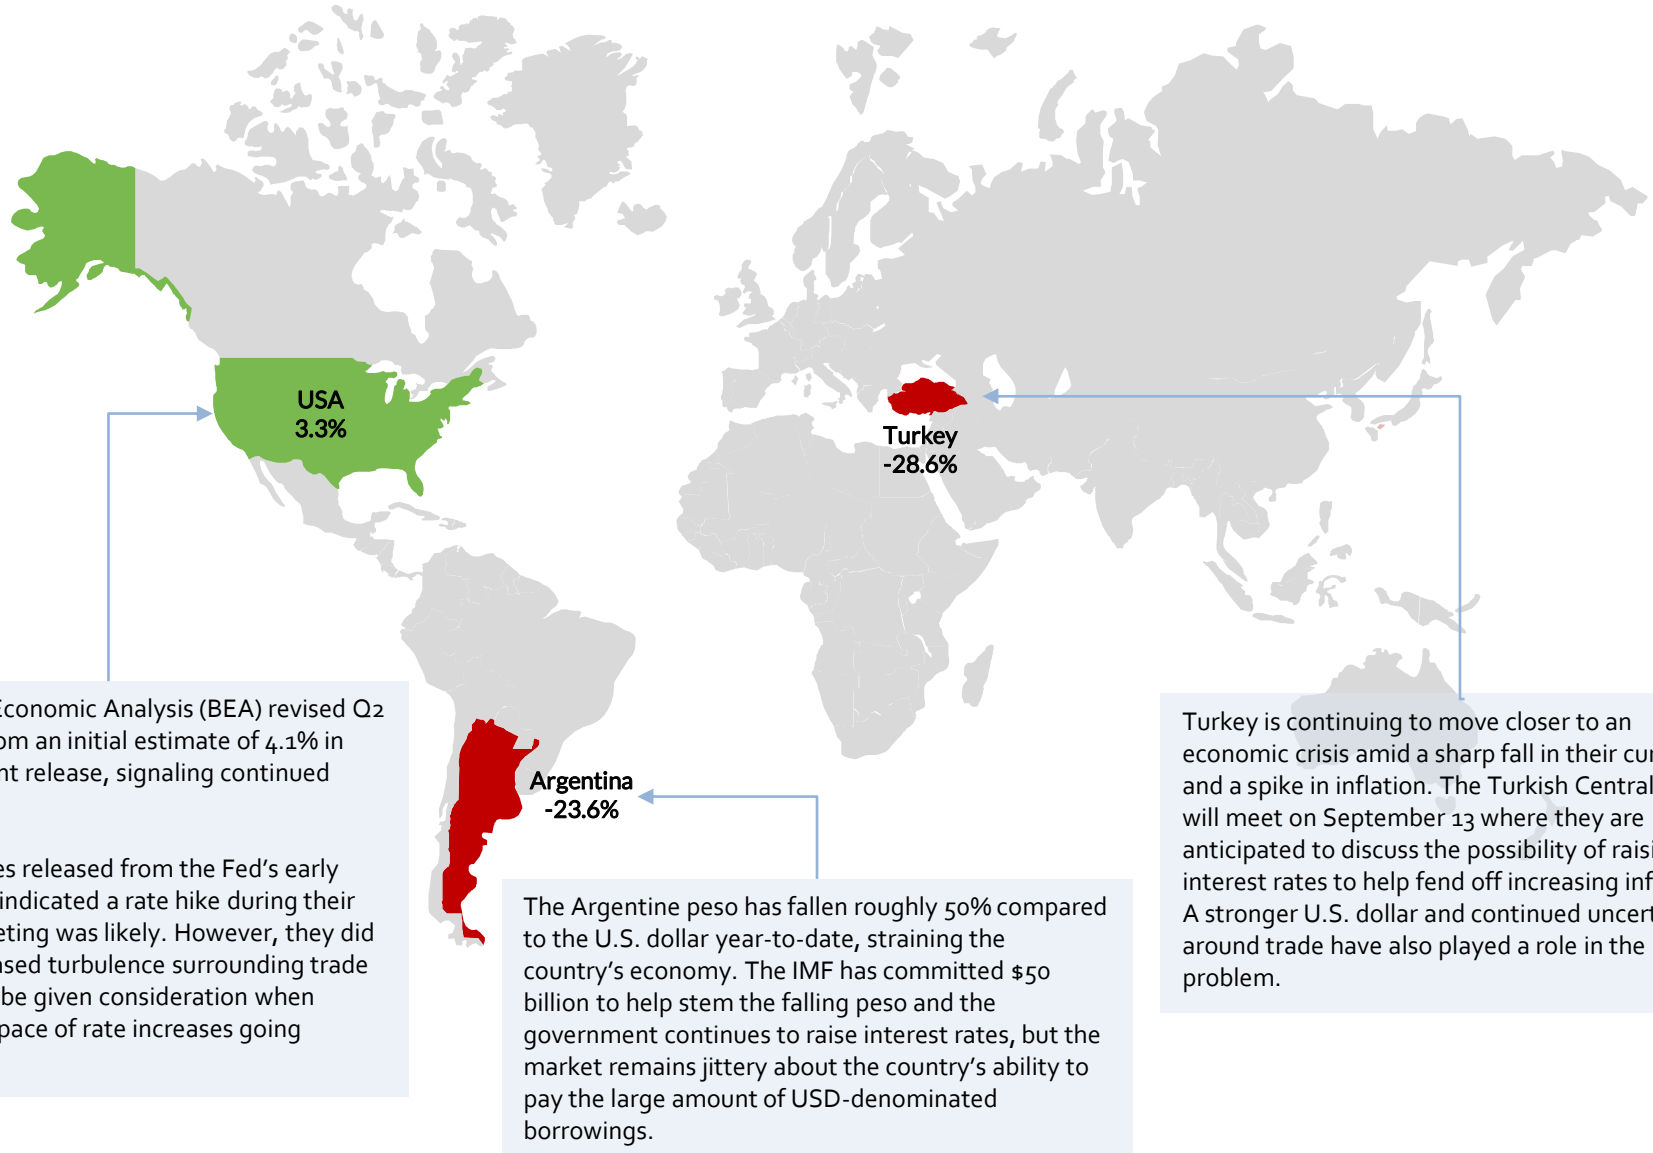 USA
3.3%
Turkey
-28.6%
Argentina
-23.6%
Economic Analysis (BEA) revised Q2
om an initial estimate of 4.1% in
nt release, signaling continued
es released from the Fed’s early
indicated a rate hike during their
eting was likely. However, they did
ased turbulence surrounding trade
be given consideration when
pace of rate increases going
The Argentine peso has fallen roughly 50% compared
to the U.S. dollar year-to-date, straining the
country’s economy. The IMF has committed $50
billion to help stem the falling peso and the
government continues to raise interest rates, but the
market remains jittery about the country’s ability to
pay the large amount of USD-denominated
borrowings.
Turkey is continuing to move closer to an
economic crisis amid a sharp fall in their cur
and a spike in inflation. The Turkish Central
will meet on September 13 where they are
anticipated to discuss the possibility of raisi
interest rates to help fend off increasing inf
A stronger U.S. dollar and continued uncert
around trade have also played a role in the
problem.